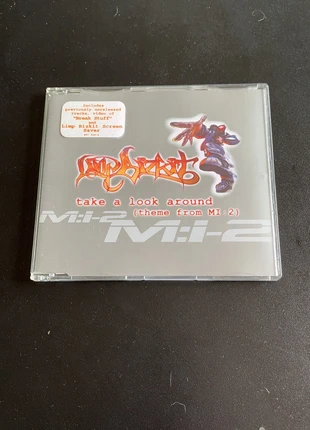 Includes
previously unreleased
tracks, video of
"Break Stuff"
and
Limp Bizkit Screen
Saver
limpbizkit
take a look around
(theme from MI 2)
M:I-2
M:I-2